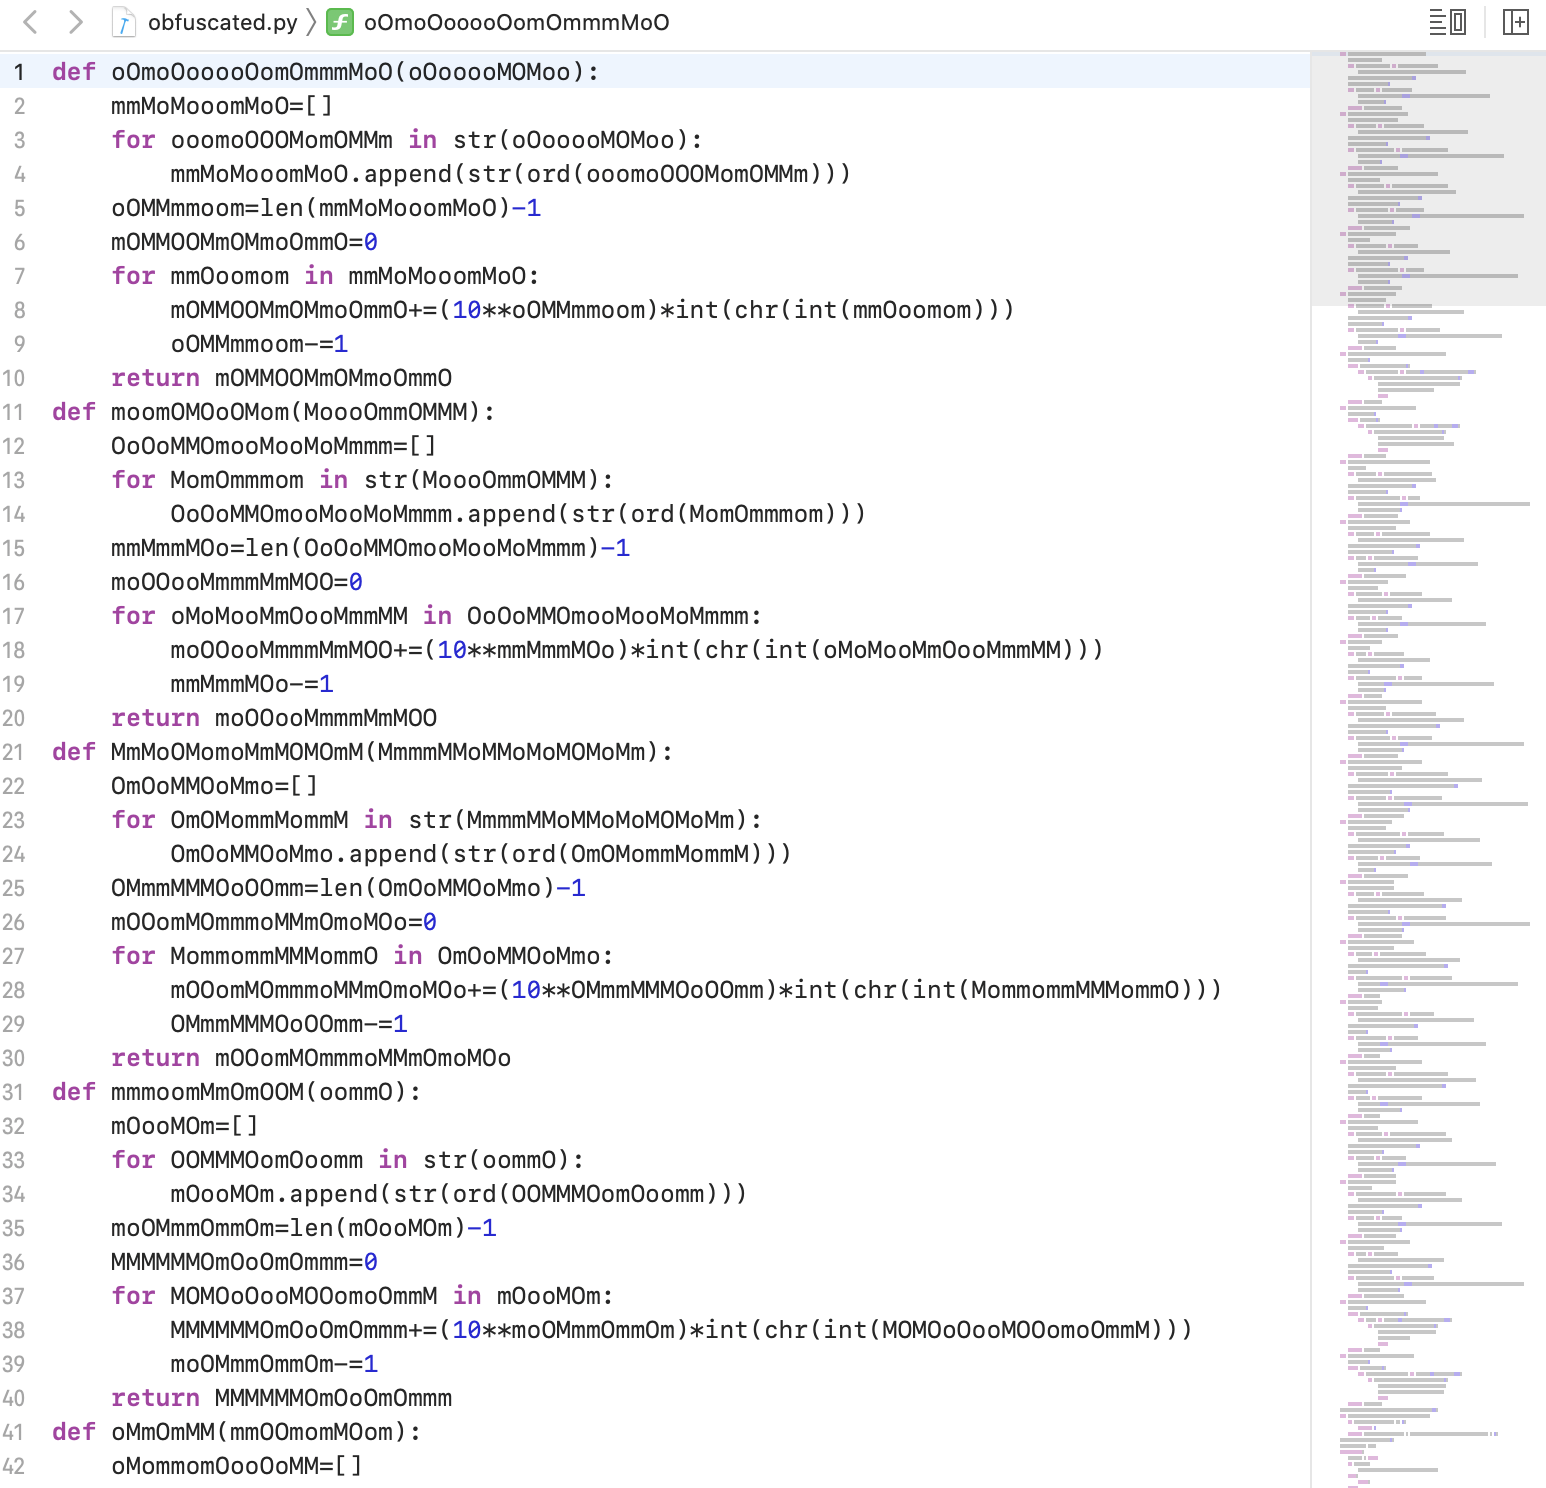 obfuscated.py oOmoOooooOomOmmmMoO
1 def oOmoOooooOomOmmmMoO(oOooooMOMoo):
2 mmMoMooomMoO=[]
3 for ooomoOOOMomOMMm in str(oOooooMOMoo):
4 mmMoMooomMoO.append(str(ord(ooomoOOOMomOMMm)))
5 oOMMmmoom=len(mmMoMooomMoO)-1
6 mOMMOOMmOMmoOmmO=0
7 for mmOoomom in mmMoMooomMoO:
8 mOMMOOMmOMmoOmmO+=(10**oOMMmmoom)*int(chr(int(mmOoomom)))
9 oOMMmmoom-=1
10 return mOMMOOMmOMmoOmmO
11 def moomOMOoOMom(MoooOmmOMMM):
12 OoOoMMOmooMooMoMmmm=[]
13 for MomOmmmom in str(MoooOmmOMMM):
14 OoOoMMOmooMooMoMmmm.append(str(ord(MomOmmmom)))
15 mmMmmMOo=len(OoOoMMOmooMooMoMmmm)-1
16 moOOooMmmmMmMOO=0
17 for oMoMooMmOooMmmMM in OoOoMMOmooMooMoMmmm:
18 moOOooMmmmMmMOO+=(10**mmMmmMOo)*int(chr(int(oMoMooMmOooMmmMM)))
19 mmMmmMOo-=1
20 return moOOooMmmmMmMOO
21 def MmMoOMomoMmMOMOmM(MmmmMMoMMoMoMOMoMm):
22 OmOoMMOoMmo=[]
23 for OmOMommMommM in str(MmmmMMoMMoMoMOMoMm):
24 OmOoMMOoMmo.append(str(ord(OmOMommMommM)))
25 OMmmMMMOoOOmm=len(OmOoMMOoMmo)-1
26 mOOomMOmmmoMMmOmoMOo=0
27 for MommommMMMommO in OmOoMMOoMmo:
28 mOOomMOmmmoMMmOmoMOo+=(10**OMmmMMMOoOOmm)*int(chr(int(MommommMMMommO)))
29 OMmmMMMOoOOmm-=1
30 return mOOomMOmmmoMMmOmoMOo
31 def mmmoomMmOmOOM(oommO):
32 mOooMOm=[]
33 for OOMMMOomOoomm in str(oommO):
34 mOooMOm.append(str(ord(OOMMMOomOoomm)))
35 moOMmmOmmOm=len(mOooMOm)-1
36 MMMMMMOmOoOmOmmm=0
37 for MOMOoOooMOOomoOmmM in mOooMOm:
38 MMMMMMOmOoOmOmmm+=(10**moOMmmOmmOm)*int(chr(int(MOMOoOooMOOomoOmmM)))
39 moOMmmOmmOm-=1
40 return MMMMMMOmOoOmOmmm
41 def oMmOmMM(mmOOmomMOom):
42 oMommomOooOoMM=[]